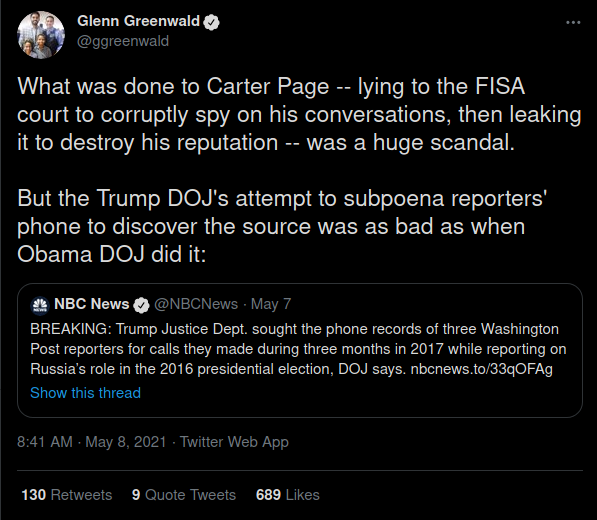 Glenn Greenwald
@ggreenwald
What was done to Carter Page -- lying to the FISA
court to corruptly spy on his conversations, then leaking
it to destroy his reputation -- was a huge scandal.
But the Trump DOJ's attempt to subpoena reporters'
phone to discover the source was as bad as when
Obama DOJ did it:
NBC News @NBCNews · May 7
BREAKING: Trump Justice Dept. sought the phone records of three Washington
Post reporters for calls they made during three months in 2017 while reporting on
Russia's role in the 2016 presidential election, DOJ says. nbcnews.to/33qOFAg
Show this thread
8:41 AM · May 8, 2021 · Twitter Web App
130 Retweets 9 Quote Tweets 689 Likes